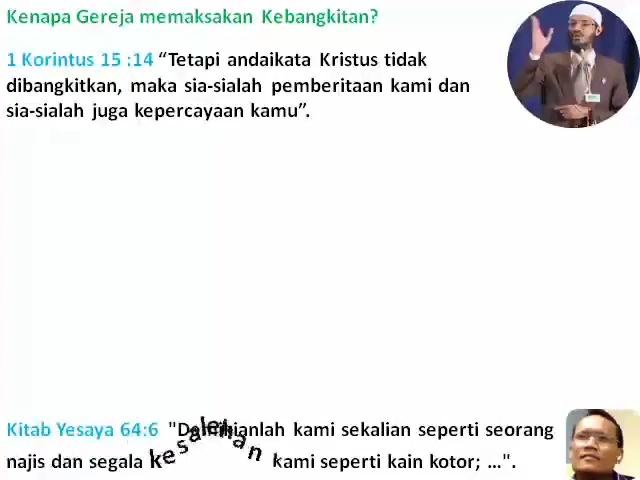 Kenapa Gereja memaksakan Kebangkitan?
1 Korintus 15 :14 “Tetapi andaikata Kristus tidak
dibangkitkan, maka sia-sialah pemberitaan kami dan
sia-sialah juga kepercayaan kamu”.
Kitab Yesaya 64:6 "Demikianlah kami sekalian seperti seorang
najis dan segala kesalehan kami seperti kain kotor; ...".